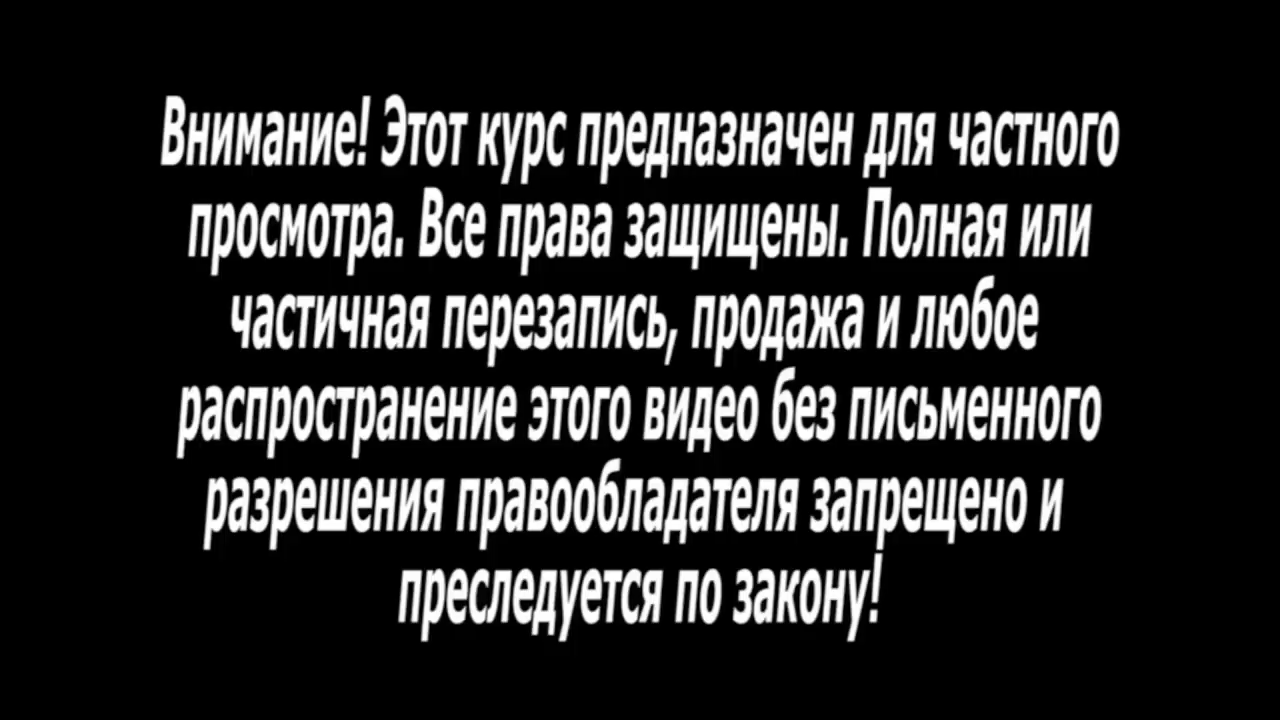 Внимание! Этот курс предназначен для частного
просмотра. Все права защищены. Полная или
частичная перезапись, продажа и любое
распространение этого видео без письменного
разрешения правообладателя запрещено и
преследуется по закону!